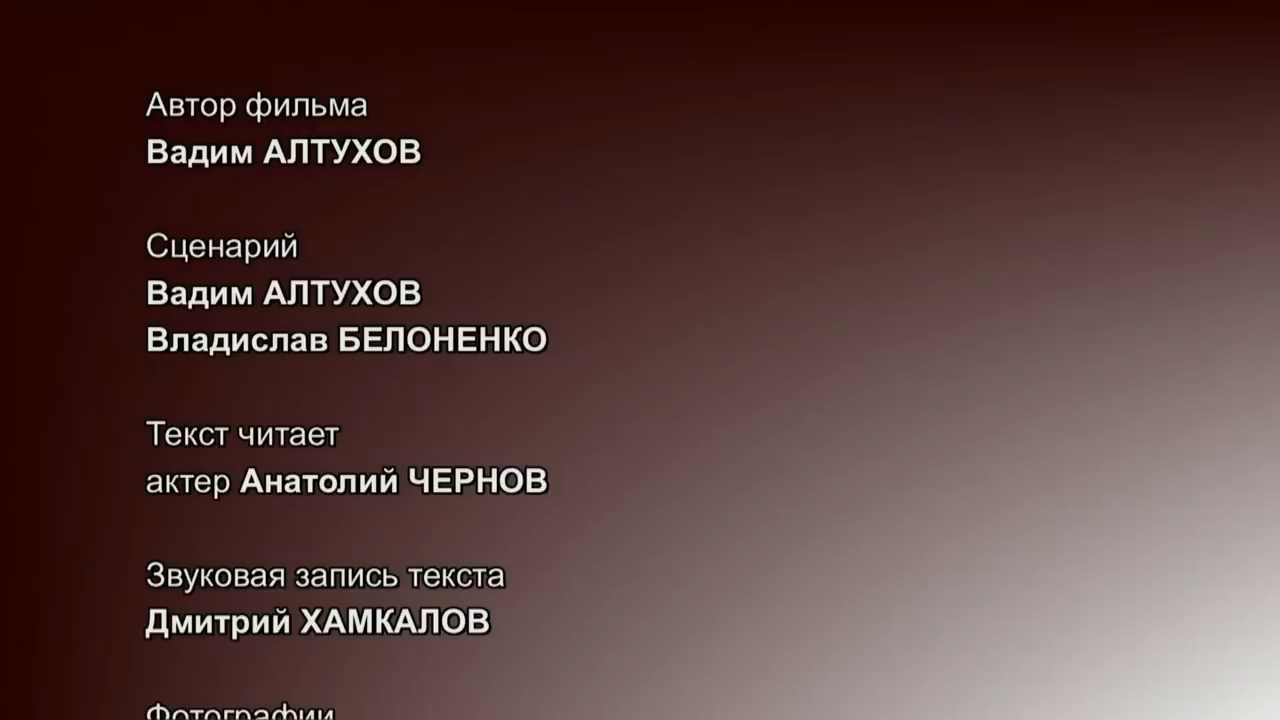 Автор фильма
Вадим АЛТУХОВ
Сценарий
Вадим АЛТУХОВ
Владислав БЕЛОНЕНКО
Текст читает
актер Анатолий ЧЕРНОВ
Звуковая запись текста
Дмитрий ХАМКАЛОВ
Фотографии